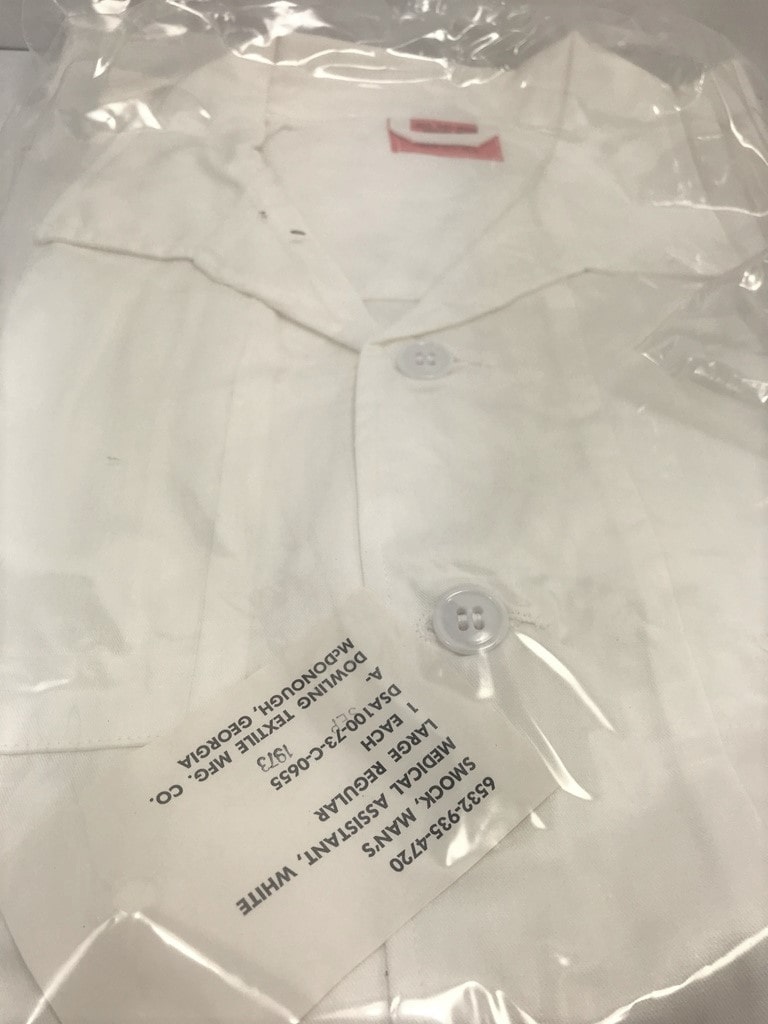 6532-935-4720
SMOCK, MAN'S
MEDICAL ASSISTANT, WHITE
LARGE REGULAR
1 EACH
DSA100-73-C-0655
A- SEP 1973
DOWLING TEXTILE MFG. CO.
McDONOUGH, GEORGIA